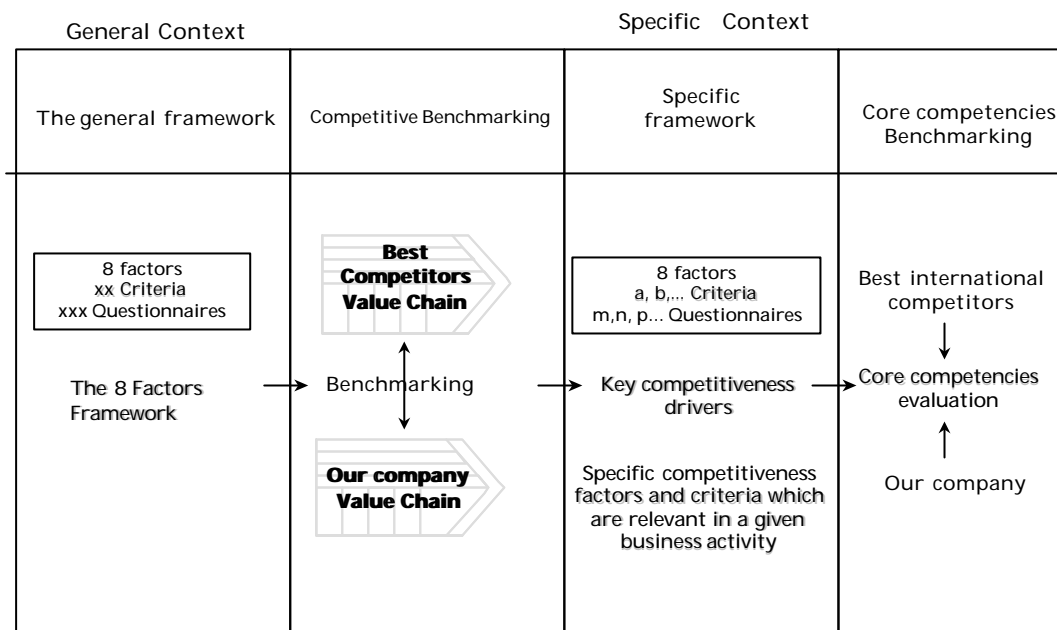 General Context
Specific Context
The general framework
Competitive Benchmarking
Specific
framework
Core competencies
Benchmarking
8 factors
xx Criteria
xxx Questionnaires
The 8 Factors
Framework
Best
Competitors
Value Chain
Benchmarking
Our company
Value Chain
8 factors
a, b,... Criteria
m,n, p... Questionnaires
Key competitiveness
drivers
Specific competitiveness
factors and criteria which
are relevant in a given
business activity
Best international
competitors
Core competencies
evaluation
Our company